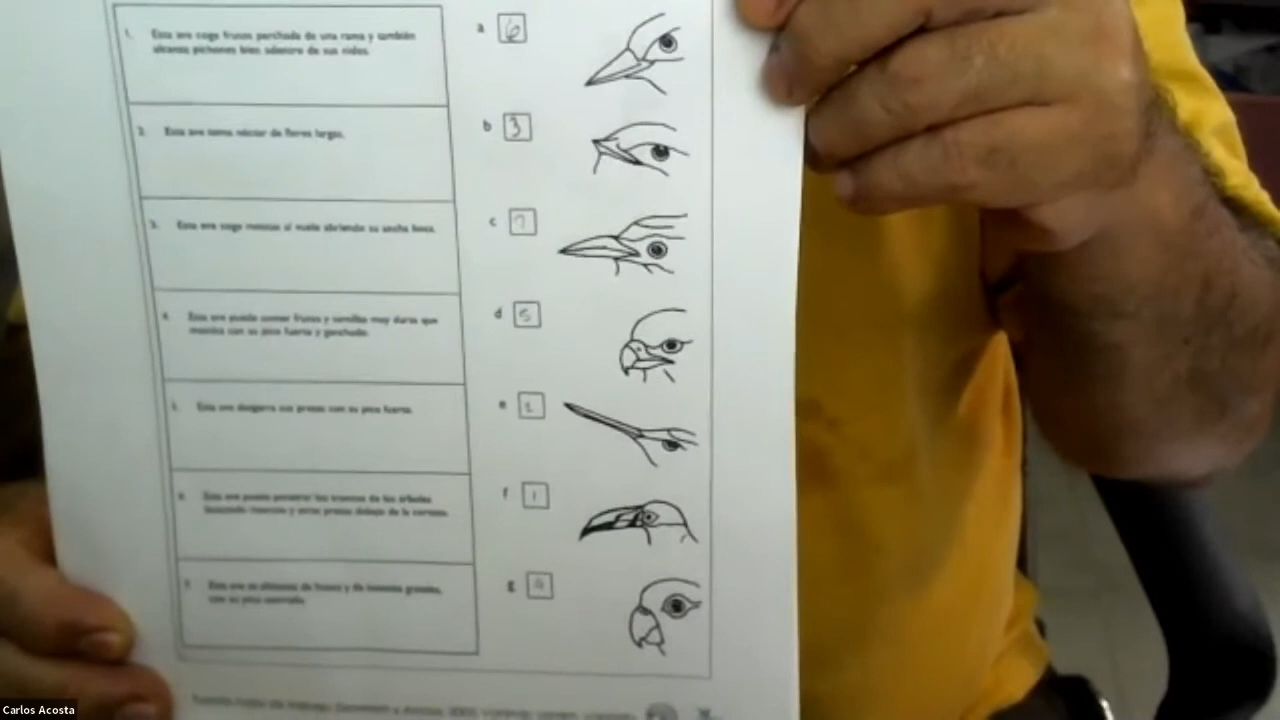 1. Esta ave coge frutos perchada de una rama y también
alcanza pichones bien adentro de sus nidos.
a 6
2. Esta ave toma néctar de flores largas.
b 3
3. Esta ave coge moscas al vuelo abriendo su ancha boca.
c 7
4. Esta ave puede comer frutos y semillas muy duros que
con su pico fuerte y ganchudo.
d 5
5. Esta ave desgarra sus presas con su pico fuerte.
e 2
6. Esta ave puede penetrar los troncos de los árboles
buscando insectos y otras presas debajo de la corteza.
f 1
7. Esta ave se alimenta de frutos y de insectos grandes,
con su pico
g 4
Carlos Acosta